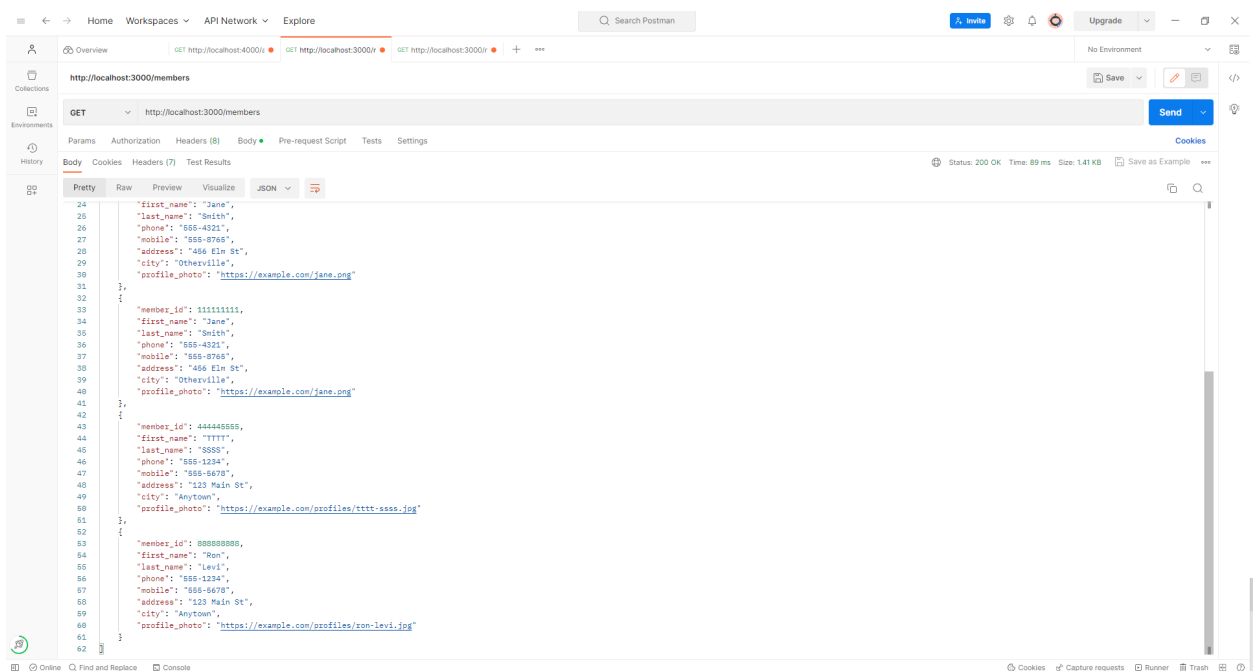 Home Workspaces API Network Explore Search Postman Invite Upgrade
Overview GET http://localhost:4000/a GET http://localhost:3000/r GET http://localhost:3000/r No Environment
Collections
http://localhost:3000/members Save
Environments
GET http://localhost:3000/members Send
History
Params Authorization Headers (8) Body Pre-request Script Tests Settings Cookies
Body Cookies Headers (7) Test Results Status: 200 OK Time: 89 ms Size: 1.41 KB Save as Example
Pretty Raw Preview Visualize JSON
24 "first_name": "Jane",
25 "last_name": "Smith",
26 "phone": "555-4321",
27 "mobile": "555-8765",
28 "address": "456 Elm St",
29 "city": "Otherville",
30 "profile_photo": "https://example.com/jane.png"
31 },
32 {
33 "member_id": 111111111,
34 "first_name": "Jane",
35 "last_name": "Smith",
36 "phone": "555-4321",
37 "mobile": "555-8765",
38 "address": "456 Elm St",
39 "city": "Otherville",
40 "profile_photo": "https://example.com/jane.png"
41 },
42 {
43 "member_id": 444445555,
44 "first_name": "TTTT",
45 "last_name": "SSSS",
46 "phone": "555-1234",
47 "mobile": "555-5678",
48 "address": "123 Main St",
49 "city": "Anytown",
50 "profile_photo": "https://example.com/profiles/tttt-ssss.jpg"
51 },
52 {
53 "member_id": 888888888,
54 "first_name": "Ron",
55 "last_name": "Levi",
56 "phone": "555-1234",
57 "mobile": "555-5678",
58 "address": "123 Main St",
59 "city": "Anytown",
60 "profile_photo": "https://example.com/profiles/ron-levi.jpg"
61 }
62 ]
Online Find and Replace Console Cookies Capture requests Runner Trash